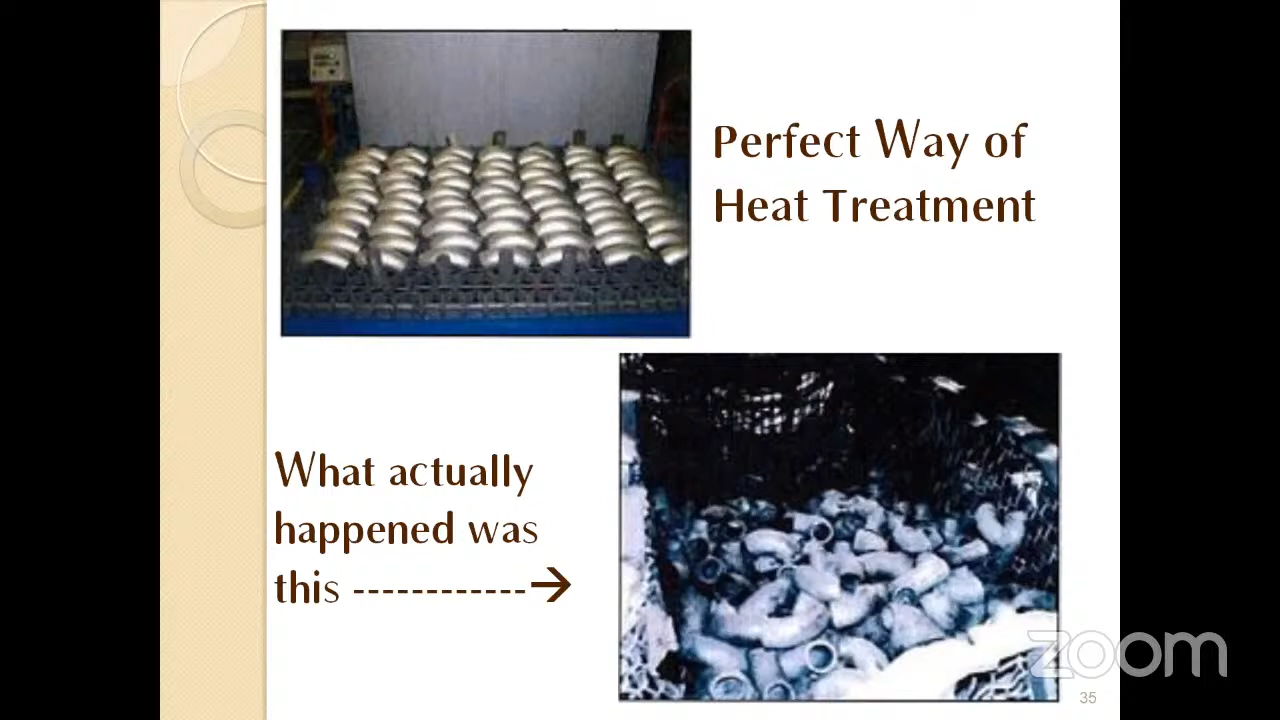 Perfect Way of
Heat Treatment
What actually
happened was
this ------------→
zoom
35